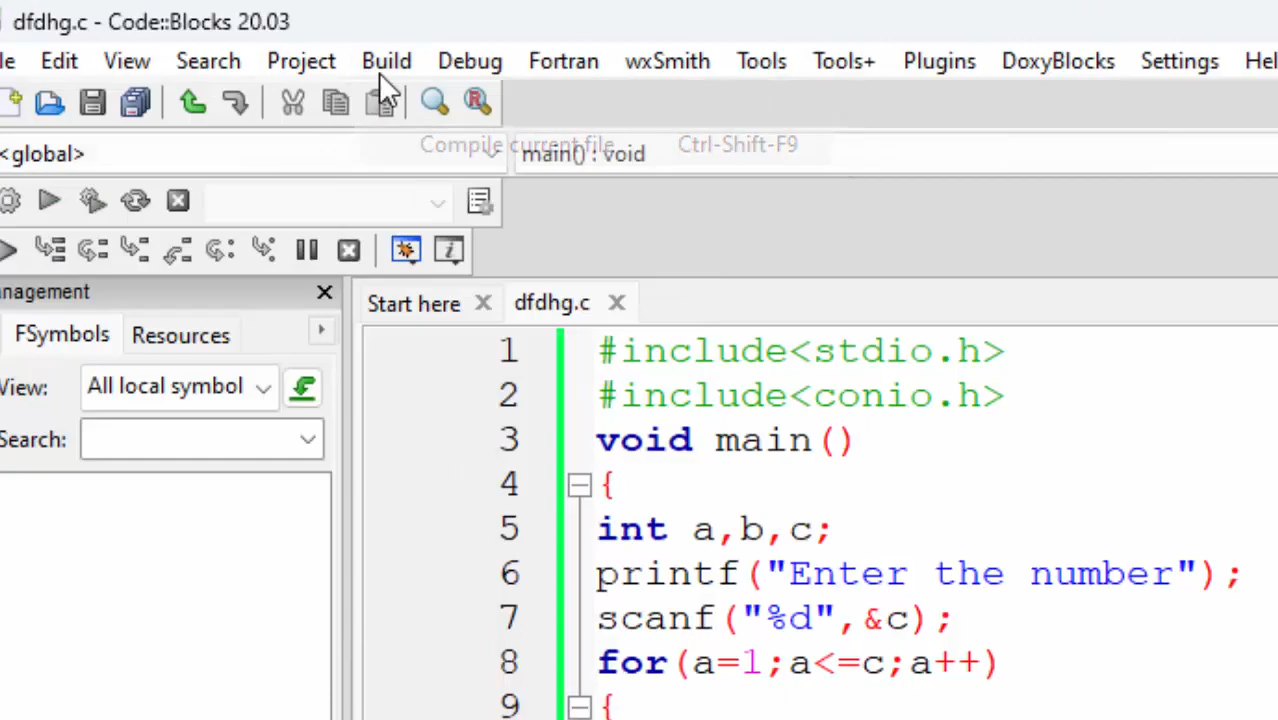 dfdhg.c - Code::Blocks 20.03
le Edit View Search Project Build Debug Fortran wxSmith Tools Tools+ Plugins DoxyBlocks Settings Hel
Compile current file Ctrl-Shift-F9
<global> main() : void
nagement
FSymbols Resources
View: All local symbol
Search:
Start here dfdhg.c
1 #include<stdio.h>
2 #include<conio.h>
3 void main()
4 {
5 int a,b,c;
6 printf("Enter the number");
7 scanf("%d",&c);
8 for(a=1;a<=c;a++)
9 {